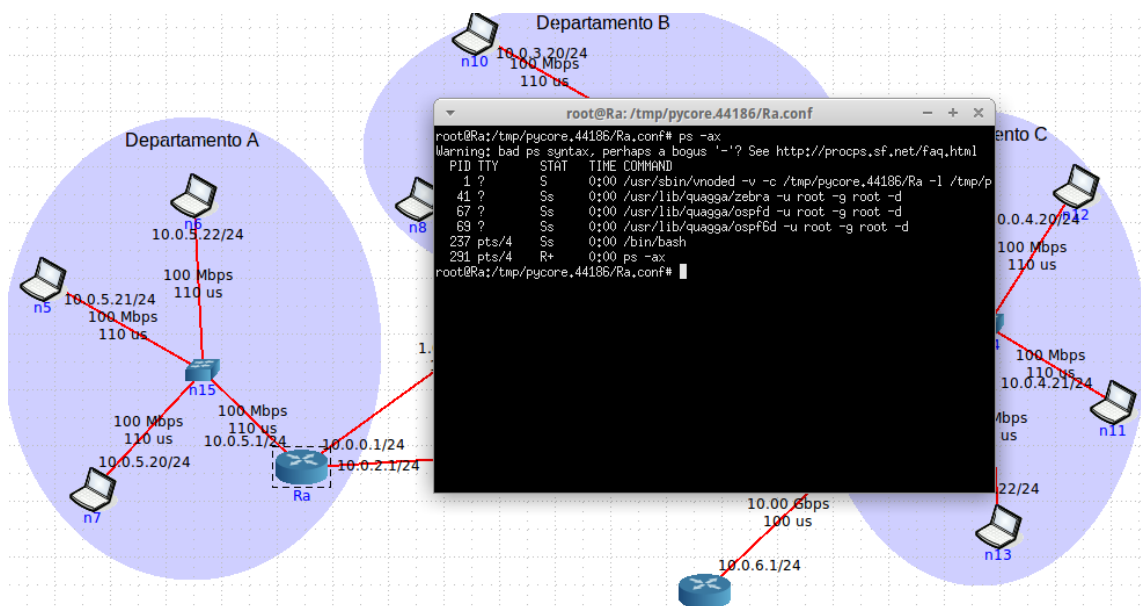 Departamento B
n10
10.0.3.20/24
100 Mbps
110 us
Departamento A
n6
10.0.5.22/24
100 Mbps
110 us
n5
10.0.5.21/24
100 Mbps
110 us
n15
100 Mbps
110 us
10.0.5.20/24
n7
100 Mbps
110 us
10.0.5.1/24
10.0.0.1/24
10.0.2.1/24
Ra
n8
root@Ra: /tmp/pycore.44186/Ra.conf
root@Ra:/tmp/pycore.44186/Ra.conf# ps -ax
Warning: bad ps syntax, perhaps a bogus '-'? See http://procps.sf.net/faq.html
PID TTY STAT TIME COMMAND
1 ? S 0:00 /usr/sbin/vnoded -v -c /tmp/pycore.44186/Ra -l /tmp/p
41 ? Ss 0:00 /usr/lib/quagga/zebra -u root -g root -d
67 ? Ss 0:00 /usr/lib/quagga/ospfd -u root -g root -d
69 ? Ss 0:00 /usr/lib/quagga/ospf6d -u root -g root -d
237 pts/4 Ss 0:00 /bin/bash
291 pts/4 R+ 0:00 ps -ax
root@Ra:/tmp/pycore.44186/Ra.conf#
1.
nto C
n12
0.0.4.20/24
100 Mbps
110 us
4
100 Mbps
110 us
10.0.4.21/24
n11
Mbps
us
22/24
n13
10.00 Gbps
100 us
10.0.6.1/24